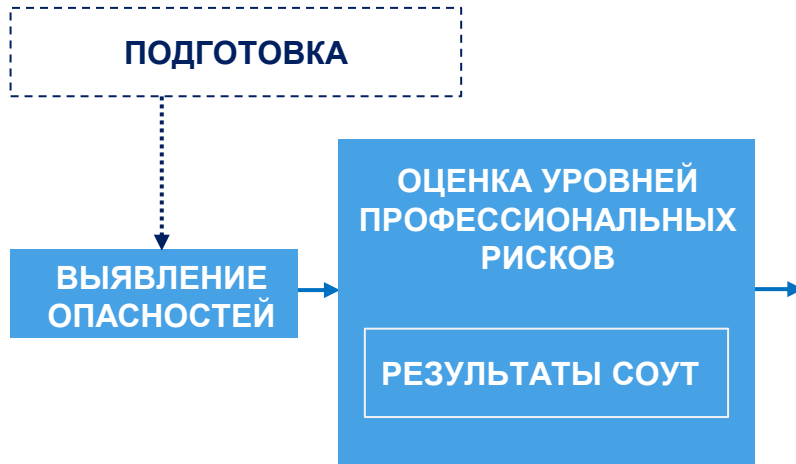 ПОДГОТОВКА
ОЦЕНКА УРОВНЕЙ
ПРОФЕССИОНАЛЬНЫХ
РИСКОВ
ВЫЯВЛЕНИЕ
ОПАСНОСТЕЙ
РЕЗУЛЬТАТЫ СОУТ